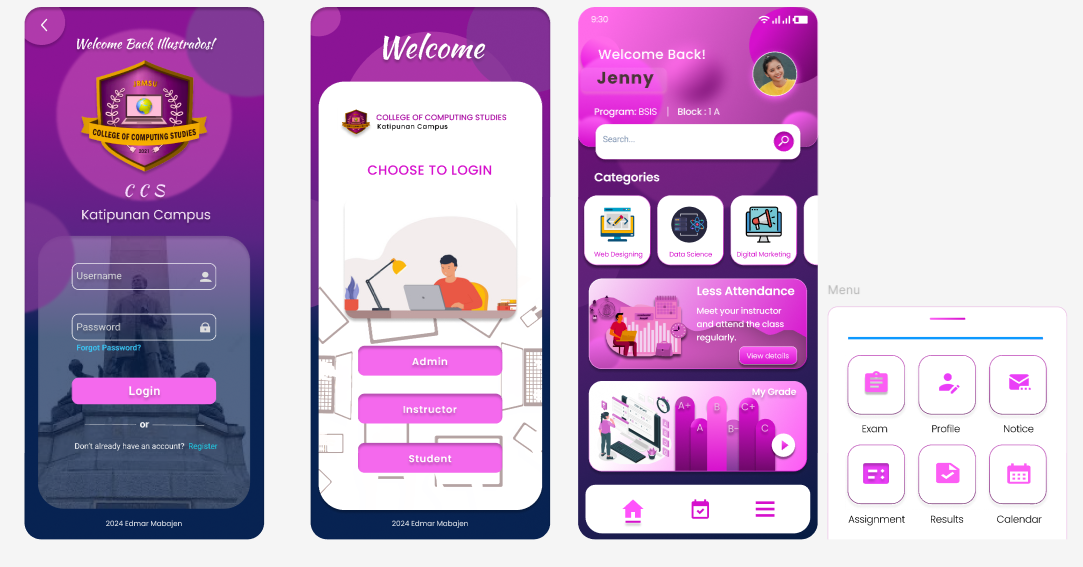 Welcome Back Illustrados!
JRMSU
COLLEGE OF COMPUTING STUDIES
2021
CCS
Katipunan Campus
Username
Password
Forgot Password?
Login
or
Don't already have an account? Register
2024 Edmar Mabajen
Welcome
COLLEGE OF COMPUTING STUDIES
Katipunan Campus
CHOOSE TO LOGIN
Admin
Instructor
Student
2024 Edmar Mabajen
9:30
Welcome Back!
Jenny
Program: BSIS | Block : 1 A
Search...
Categories
Web Designing
Data Science
Digital Marketing
Less Attendance
Meet your instructor
and attend the class
regularly.
View details
My Grade
A+
A
B
B-
C+
C
Menu
Exam
Profile
Notice
Assignment
Results
Calendar